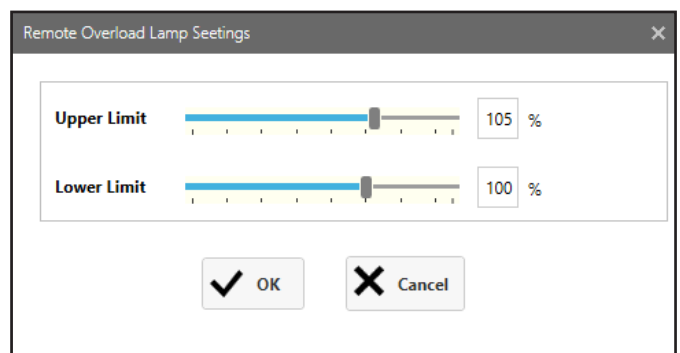 Remote Overload Lamp Seetings
Upper Limit 105 %
Lower Limit 100 %
OK Cancel